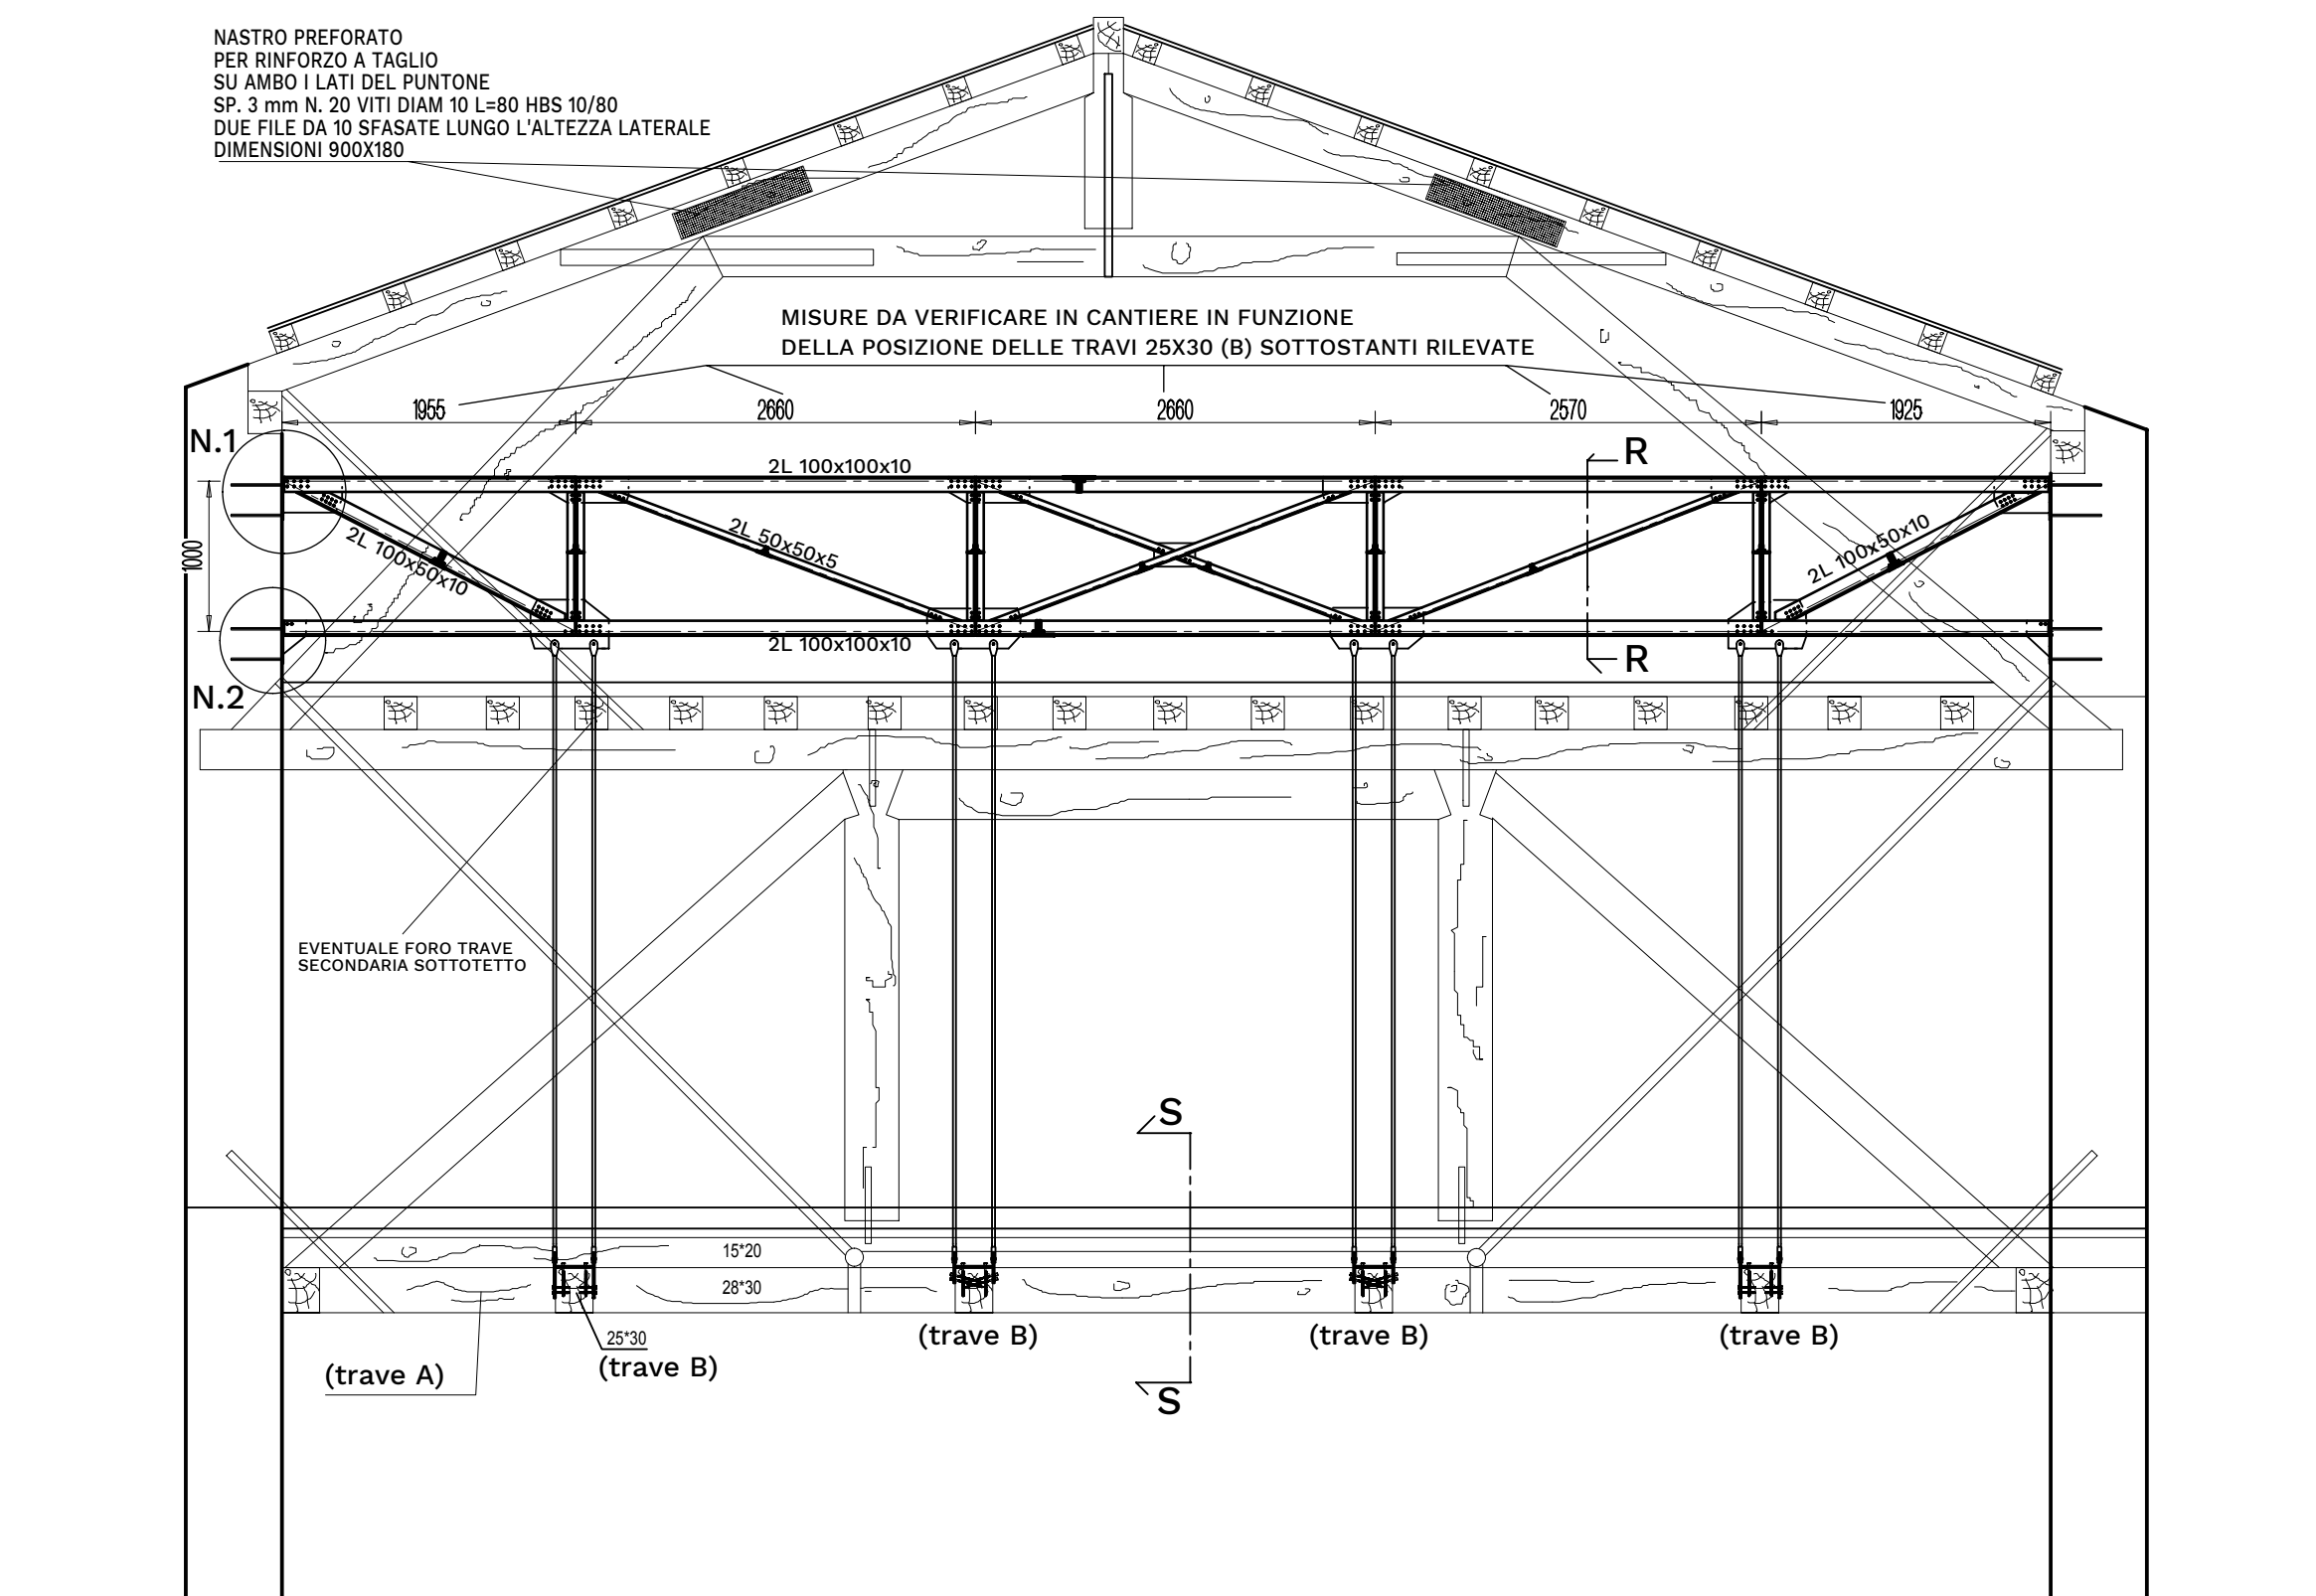 NASTRO PREFORATO
PER RINFORZO A TAGLIO
SU AMBO I LATI DEL PUNTONE
SP. 3 mm N. 20 VITI DIAM 10 L=80 HBS 10/80
DUE FILE DA 10 SFASATE LUNGO L'ALTEZZA LATERALE
DIMENSIONI 900X180
MISURE DA VERIFICARE IN CANTIERE IN FUNZIONE
DELLA POSIZIONE DELLE TRAVI 25X30 (B) SOTTOSTANTI RILEVATE
1955
2660
2660
2570
1925
N.1
R
2L 100x100x10
1000
2L 100x50x10
2L 50x50x5
2L 100x50x10
2L 100x100x10
R
N.2
EVENTUALE FORO TRAVE
SECONDARIA SOTTOTETTO
S
15*20
28*30
25*30
(trave B)
(trave B)
(trave B)
(trave B)
(trave A)
S